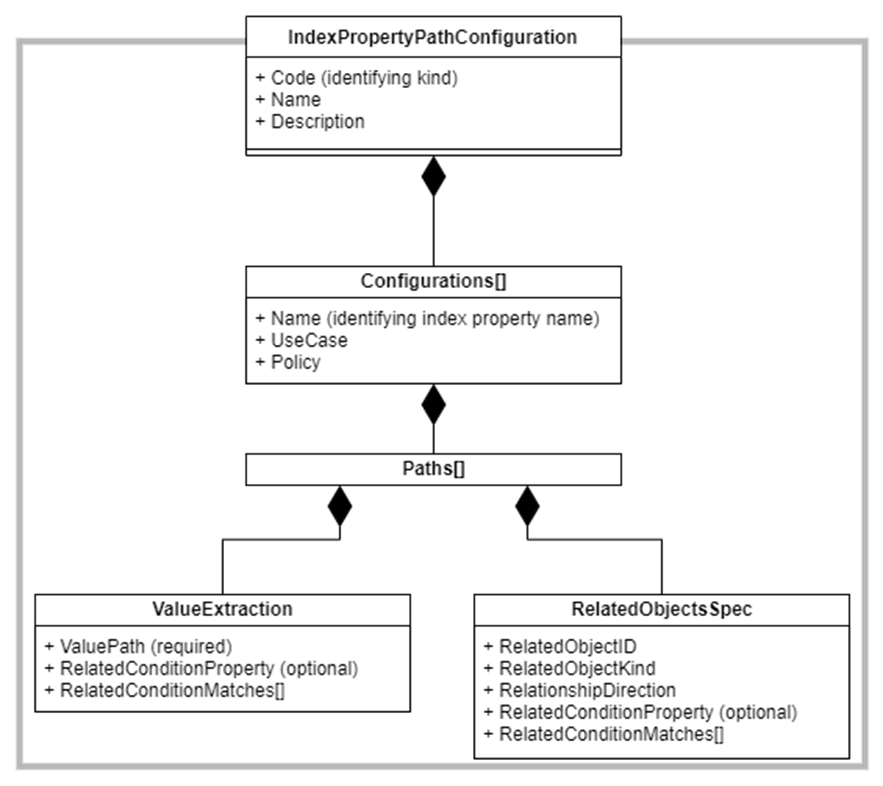 IndexPropertyPathConfiguration
+ Code (identifying kind)
+ Name
+ Description
Configurations[]
+ Name (identifying index property name)
+ UseCase
+ Policy
Paths[]
ValueExtraction
+ ValuePath (required)
+ RelatedConditionProperty (optional)
+ RelatedConditionMatches[]
RelatedObjectsSpec
+ RelatedObjectID
+ RelatedObjectKind
+ RelationshipDirection
+ RelatedConditionProperty (optional)
+ RelatedConditionMatches[]